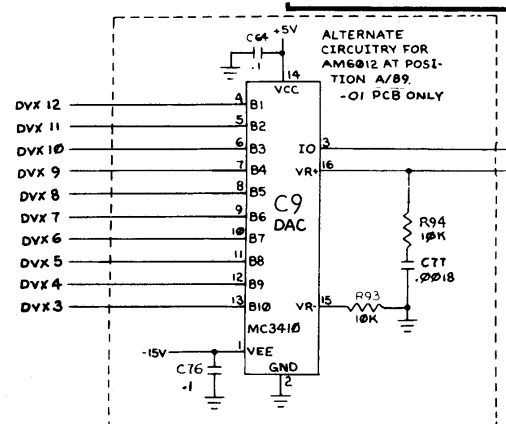 C64
.1
+5V
ALTERNATE
CIRCUITRY FOR
AM6012 AT POSI-
TION A/B9.
-01 PCB ONLY
14
VCC
DVX 12 4 B1
DVX 11 5 B2
DVX 10 6 B3
DVX 9 7 B4
DVX 8 8 B5
DVX 7 9 B6
DVX 6 10 B7
DVX 5 11 B8
DVX 4 12 B9
DVX 3 13 B10
IO 3
VR+ 16
C9
DAC
R94
10K
C77
.0018
VR- 15
R93
10K
MC3410
-15V 1 VEE
C76
.1
GND
2